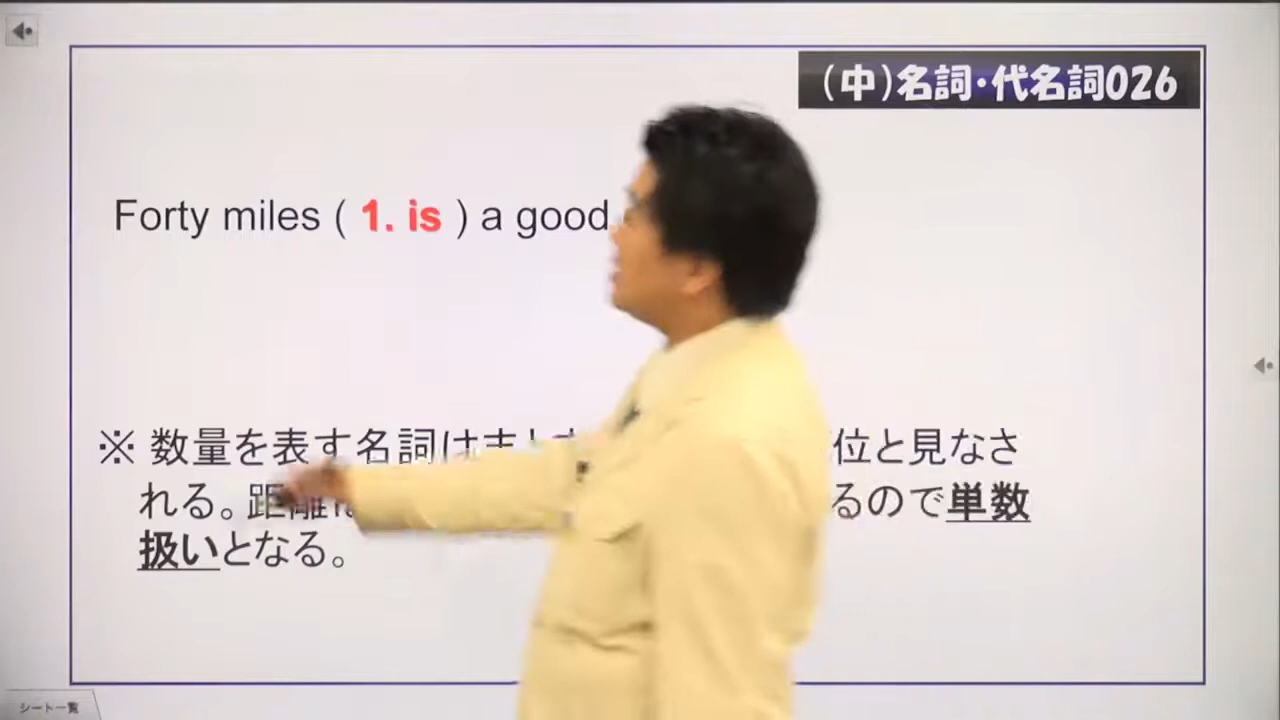 (中)名詞・代名詞026
Forty miles ( 1. is ) a good
※ 数量を表す名詞は 位と見なさ
れる。距離 るので単数
扱いとなる。
シート一覧